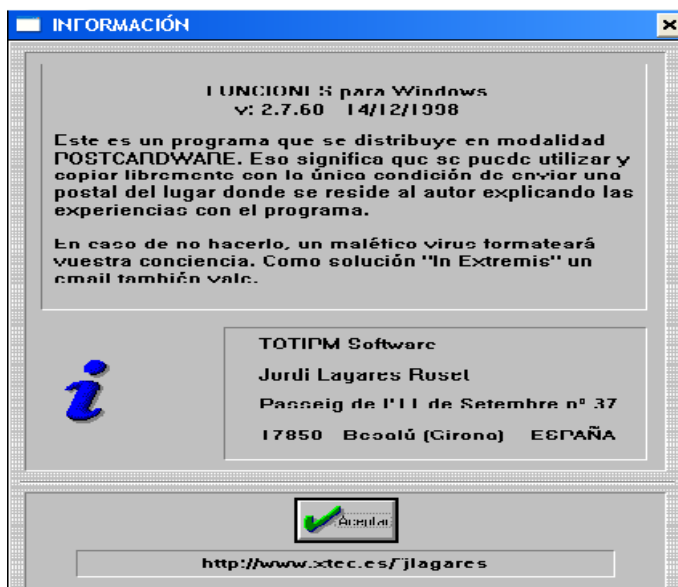 INFORMACIÓN
FUNCIONES para Windows
v: 2.7.60 14/12/1998
Este es un programa que se distribuye en modalidad
POSTCARDWARE. Eso significa que se puede utilizar y
copiar libremente con la única condición de enviar una
postal del lugar donde se reside al autor explicando las
experiencias con el programa.
En caso de no hacerlo, un maléfico virus formateará
vuestra conciencia. Como solución "In Extremis" un
email también vale.
TOTIPM Software
Jordi Lagares Roset
Passeig de l'11 de Setembre nº 37
17850 Besalú (Girona) ESPAÑA
Aceptar
http://www.xtec.es/~jlagares